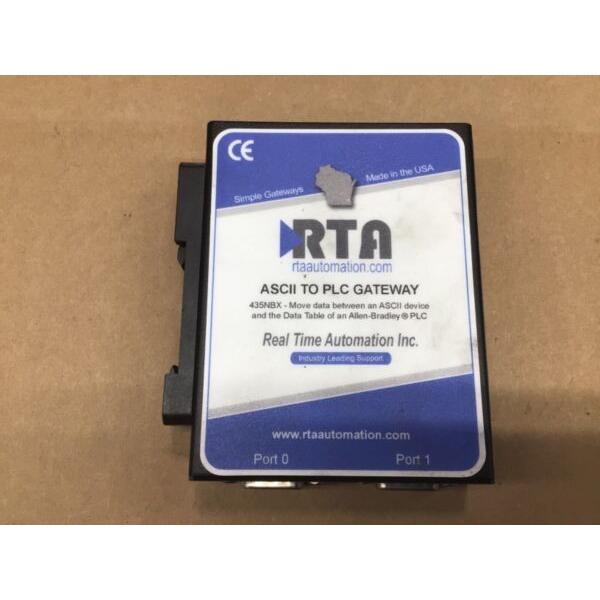 CE
Simple Gateways
Made in the USA
RTA
rtaautomation.com
ASCII TO PLC GATEWAY
435NBX - Move data between an ASCII device
and the Data Table of an Allen-Bradley® PLC
Real Time Automation Inc.
Industry Leading Support
www.rtaautomation.com
Port 0 Port 1